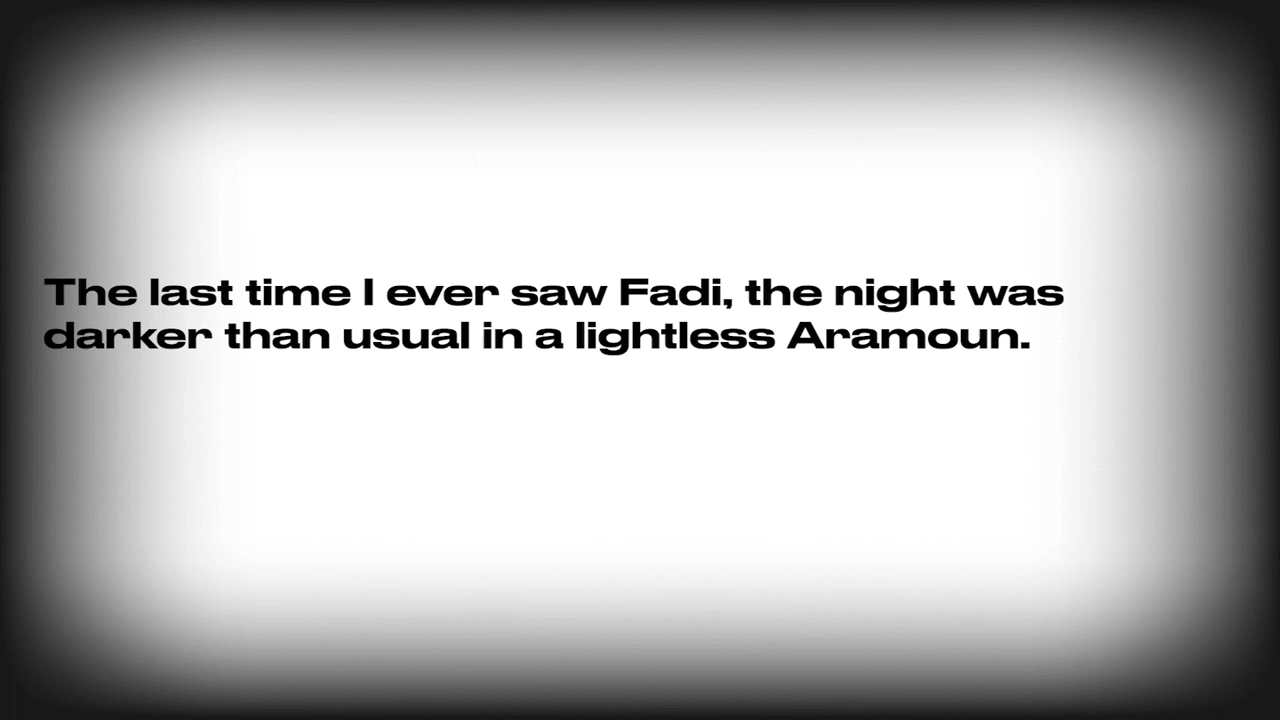 The last time I ever saw Fadi, the night was
darker than usual in a lightless Aramoun.